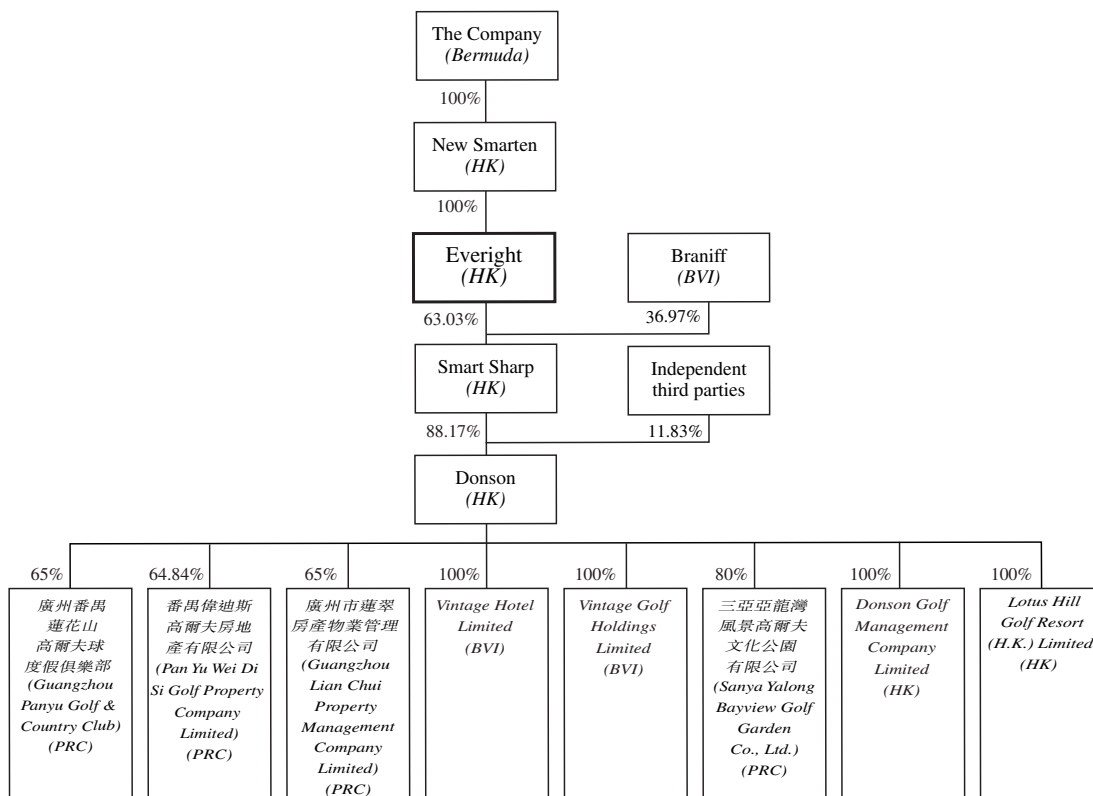 The Company
(Bermuda)
100%
New Smarten
(HK)
100%
Everight
(HK)
Braniff
(BVI)
63.03%
36.97%
Smart Sharp
(HK)
Independent
third parties
88.17%
11.83%
Donson
(HK)
65%
廣州番禺
蓮花山
高爾夫球
度假俱樂部
(Guangzhou
Panyu Golf &
Country Club)
(PRC)
64.84%
番禺偉迪斯
高爾夫房地
產有限公司
(Pan Yu Wei Di
Si Golf Property
Company
Limited)
(PRC)
65%
廣州市蓮翠
房產物業管理
有限公司
(Guangzhou
Lian Chui
Property
Management
Company
Limited)
(PRC)
100%
Vintage Hotel
Limited
(BVI)
100%
Vintage Golf
Holdings
Limited
(BVI)
80%
三亞亞龍灣
風景高爾夫
文化公園
有限公司
(Sanya Yalong
Bayview Golf
Garden
Co., Ltd.)
(PRC)
100%
Donson Golf
Management
Company
Limited
(HK)
100%
Lotus Hill
Golf Resort
(H.K.) Limited
(HK)